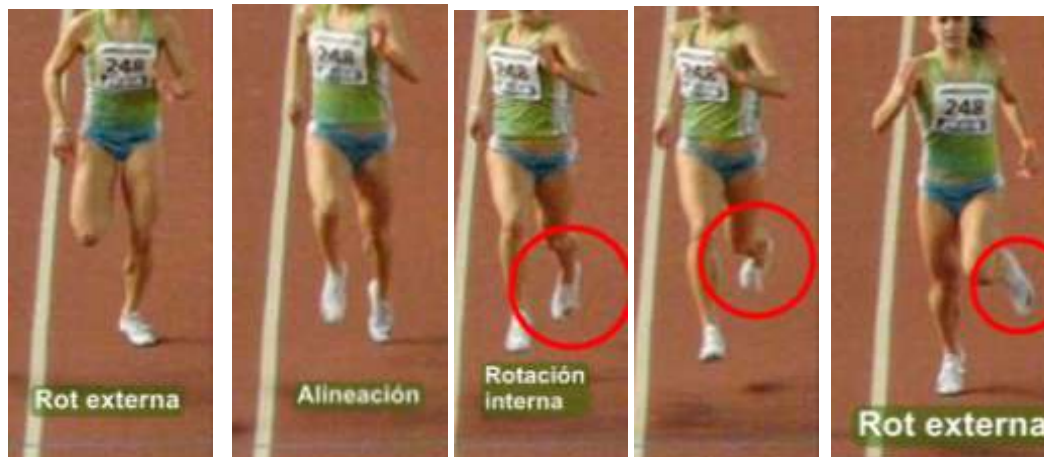 248
248
248
248
248
Rot externa
Alineación
Rotación
interna
Rot externa